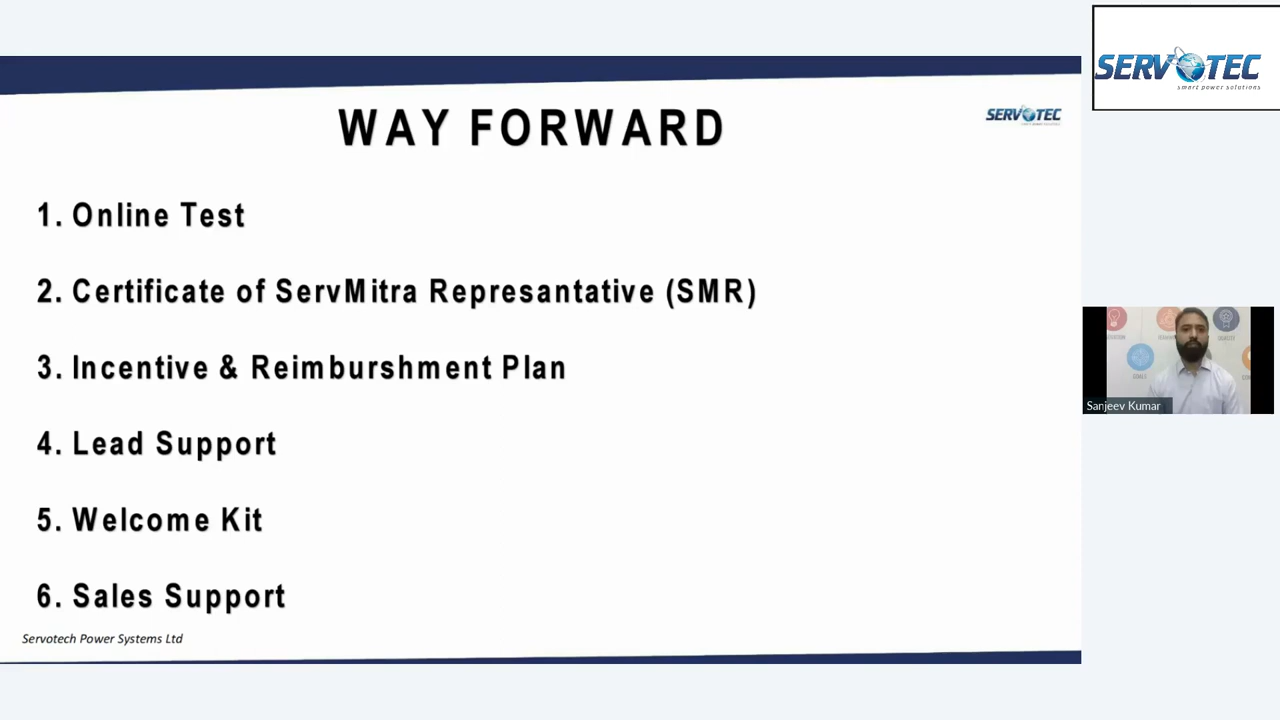 SERVOTEC
smart power solutions
WAY FORWARD
SERVOTEC
1. Online Test
2. Certificate of ServMitra Represantative (SMR)
3. Incentive & Reimburshment Plan
4. Lead Support
5. Welcome Kit
6. Sales Support
Servotech Power Systems Ltd
GOALS
Sanjeev Kumar